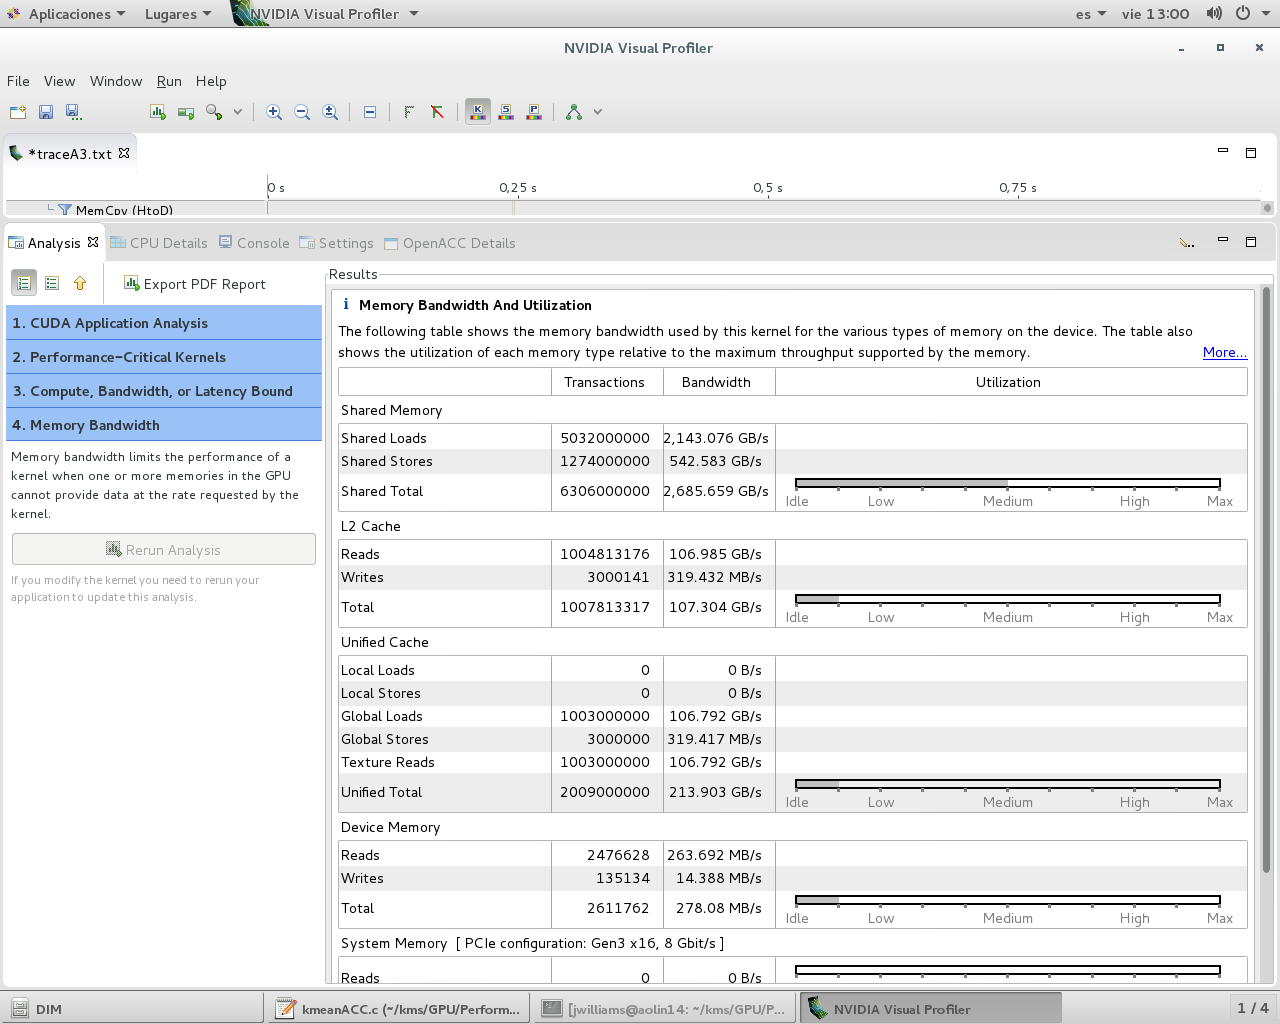 Aplicaciones Lugares NVIDIA Visual Profiler es vie 13:00
NVIDIA Visual Profiler
File View Window Run Help
K S P
*traceA3.txt
0 s 0,25 s 0,5 s 0,75 s
MemCpy (HtoD)
Analysis CPU Details Console Settings OpenACC Details
Export PDF Report
Results
1. CUDA Application Analysis
2. Performance-Critical Kernels
3. Compute, Bandwidth, or Latency Bound
4. Memory Bandwidth
Memory bandwidth limits the performance of a
kernel when one or more memories in the GPU
cannot provide data at the rate requested by the
kernel.
Rerun Analysis
If you modify the kernel you need to rerun your
application to update this analysis.
i Memory Bandwidth And Utilization
The following table shows the memory bandwidth used by this kernel for the various types of memory on the device. The table also
shows the utilization of each memory type relative to the maximum throughput supported by the memory. More...
Transactions Bandwidth Utilization
Shared Memory
Shared Loads 5032000000 2,143.076 GB/s
Shared Stores 1274000000 542.583 GB/s
Shared Total 6306000000 2,685.659 GB/s
Idle Low Medium High Max
L2 Cache
Reads 1004813176 106.985 GB/s
Writes 3000141 319.432 MB/s
Total 1007813317 107.304 GB/s
Idle Low Medium High Max
Unified Cache
Local Loads 0 0 B/s
Local Stores 0 0 B/s
Global Loads 1003000000 106.792 GB/s
Global Stores 3000000 319.417 MB/s
Texture Reads 1003000000 106.792 GB/s
Unified Total 2009000000 213.903 GB/s
Idle Low Medium High Max
Device Memory
Reads 2476628 263.692 MB/s
Writes 135134 14.388 MB/s
Total 2611762 278.08 MB/s
Idle Low Medium High Max
System Memory [ PCIe configuration: Gen3 x16, 8 Gbit/s ]
Reads 0 0 B/s
DIM kmeanACC.c (~/kms/GPU/Perform... [jwilliams@aolin14: ~/kms/GPU/P... NVIDIA Visual Profiler 1 / 4